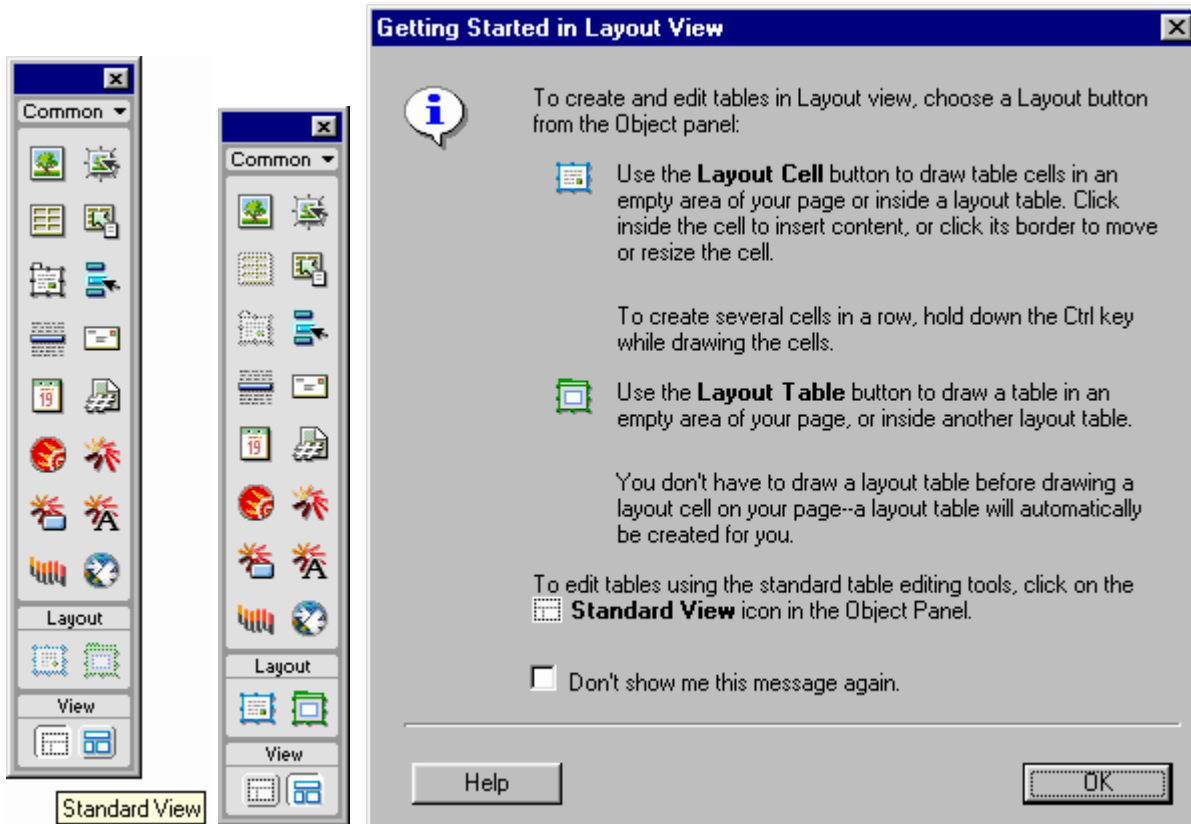 Common
19
Layout
View
Standard View
Common
19
Layout
View
Getting Started in Layout View
To create and edit tables in Layout view, choose a Layout button
from the Object panel:
Use the Layout Cell button to draw table cells in an
empty area of your page or inside a layout table. Click
inside the cell to insert content, or click its border to move
or resize the cell.
To create several cells in a row, hold down the Ctrl key
while drawing the cells.
Use the Layout Table button to draw a table in an
empty area of your page, or inside another layout table.
You don't have to draw a layout table before drawing a
layout cell on your page--a layout table will automatically
be created for you.
To edit tables using the standard table editing tools, click on the
Standard View icon in the Object Panel.
Don't show me this message again.
Help
OK